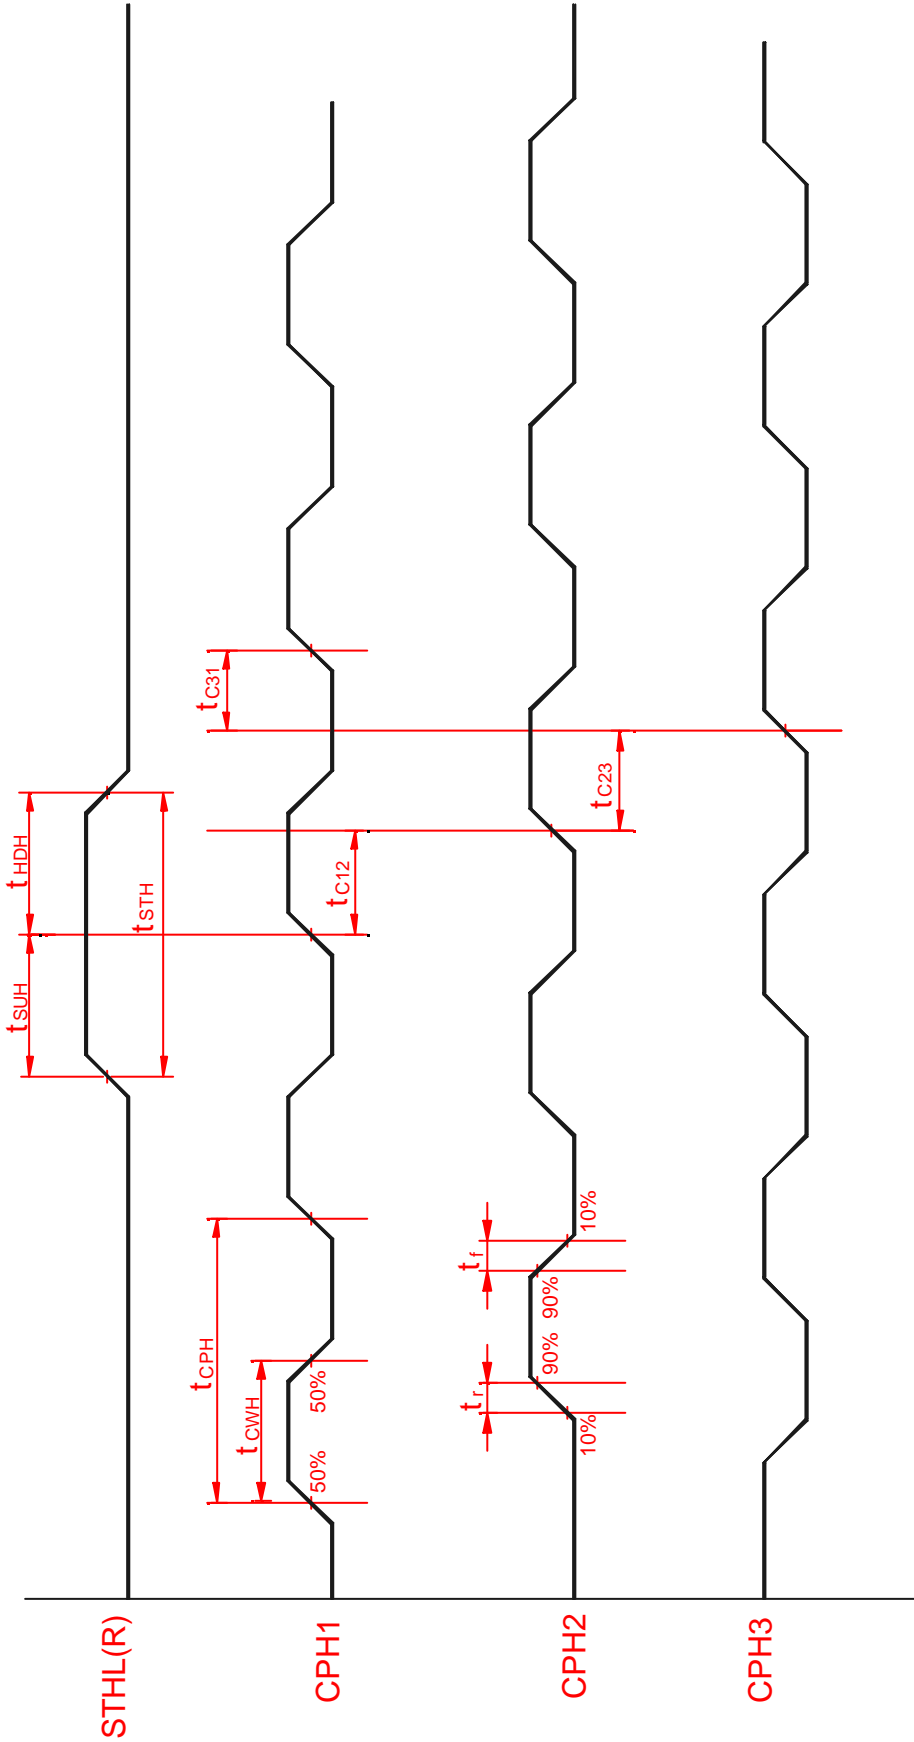 STHL(R)
tSUH
tHDH
tSTH
CPH1
tCWH
tCPH
50%
50%
tC12
tC31
CPH2
tr
tf
10%
90%
90%
10%
tC23
CPH3